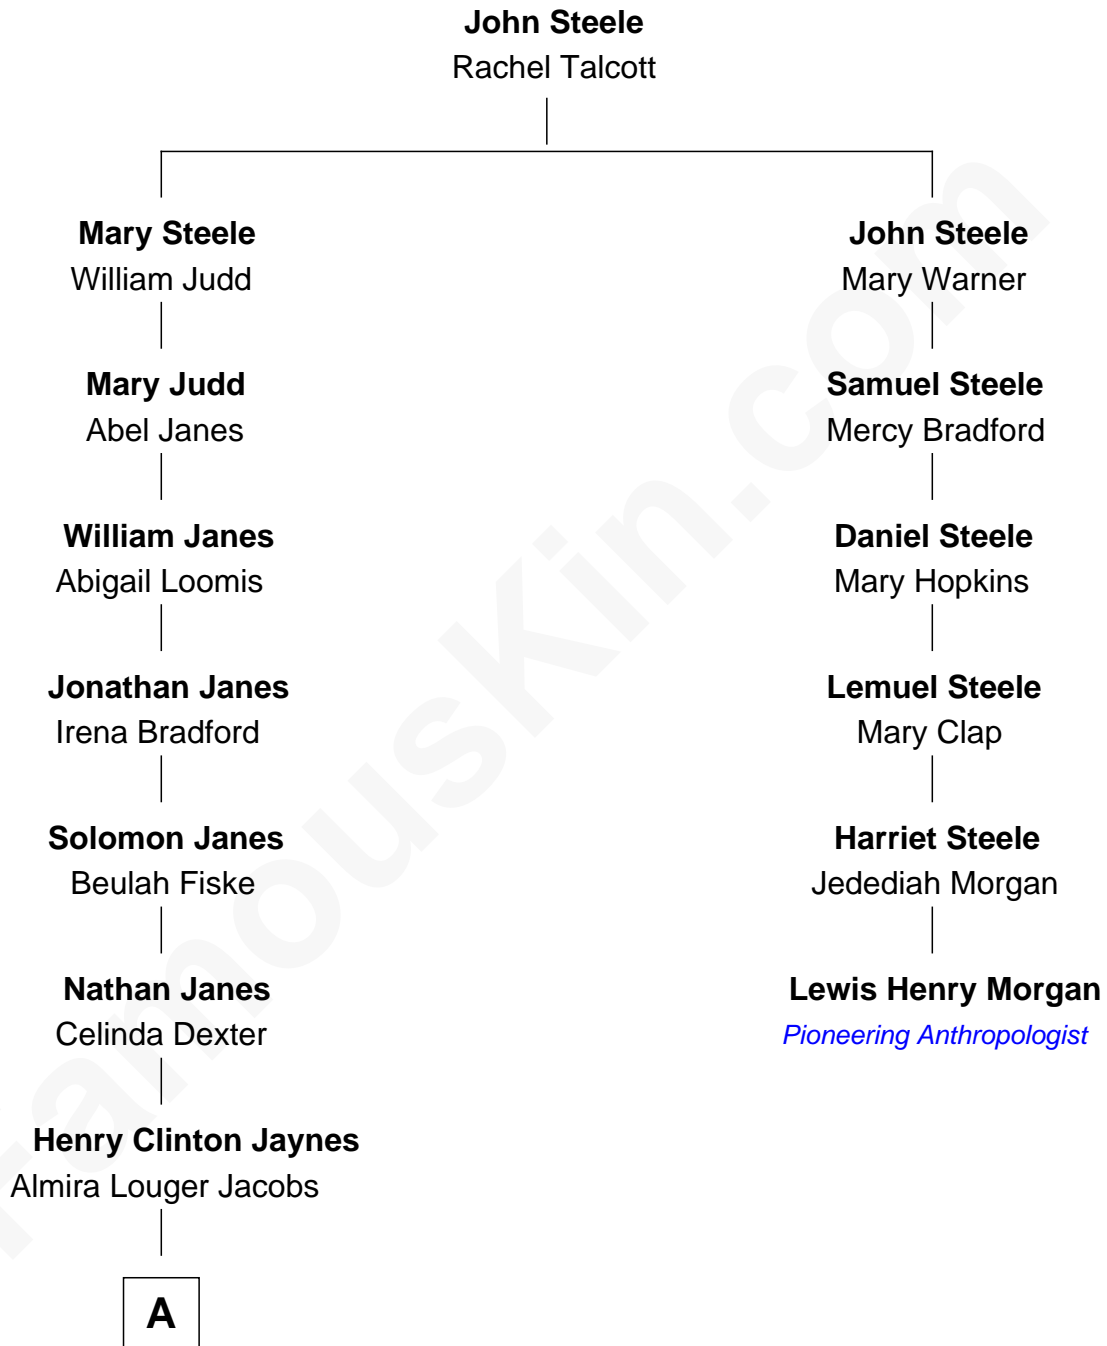 John Steele
Rachel Talcott
Mary Steele
William Judd
John Steele
Mary Warner
Mary Judd
Abel Janes
Samuel Steele
Mercy Bradford
William Janes
Abigail Loomis
Daniel Steele
Mary Hopkins
Jonathan Janes
Irena Bradford
Lemuel Steele
Mary Clap
Solomon Janes
Beulah Fiske
Harriet Steele
Jedediah Morgan
Nathan Janes
Celinda Dexter
Lewis Henry Morgan
Pioneering Anthropologist
Henry Clinton Jaynes
Almira Louger Jacobs
A
FamousKin.com